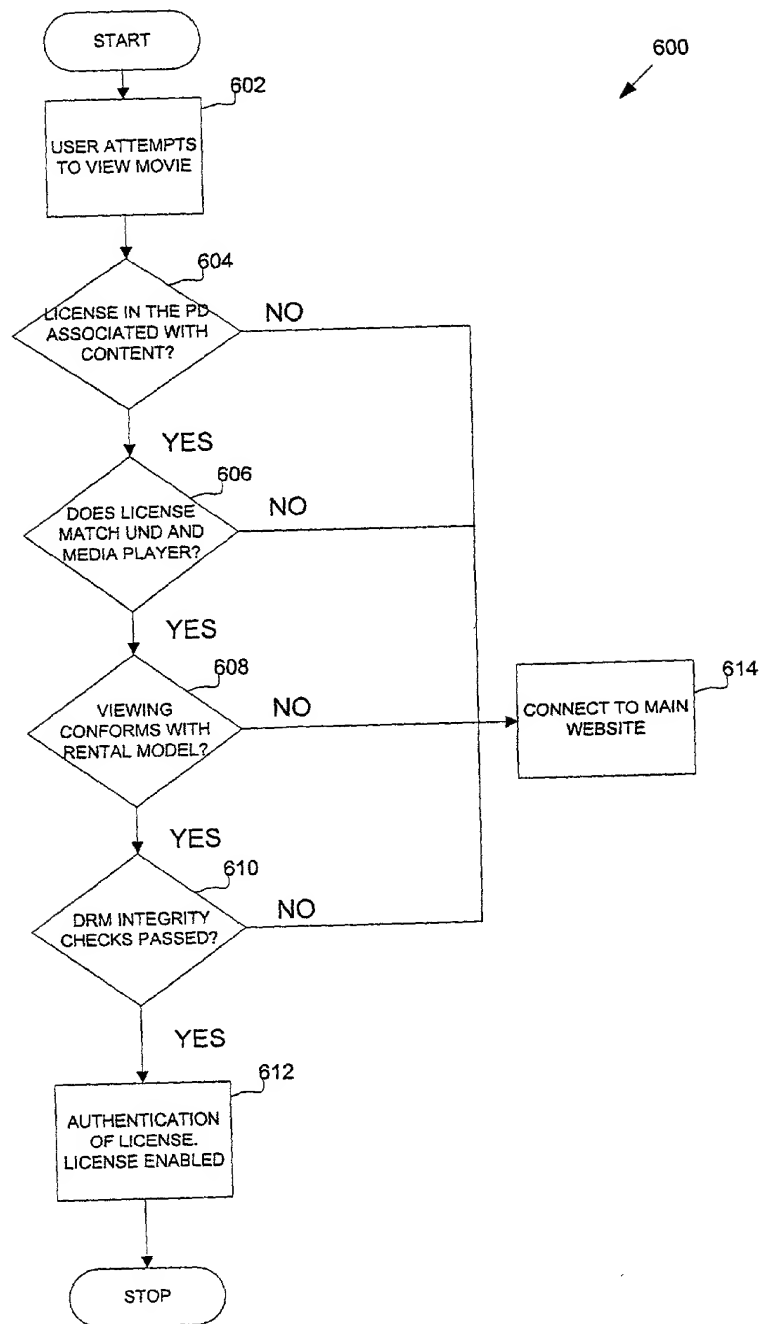 START
600
602
USER ATTEMPTS
TO VIEW MOVIE
604
LICENSE IN THE PD
ASSOCIATED WITH
CONTENT?
NO
YES
606
DOES LICENSE
MATCH UND AND
MEDIA PLAYER?
NO
YES
608
VIEWING
CONFORMS WITH
RENTAL MODEL?
NO
614
CONNECT TO MAIN
WEBSITE
YES
610
DRM INTEGRITY
CHECKS PASSED?
NO
YES
612
AUTHENTICATION
OF LICENSE.
LICENSE ENABLED
STOP